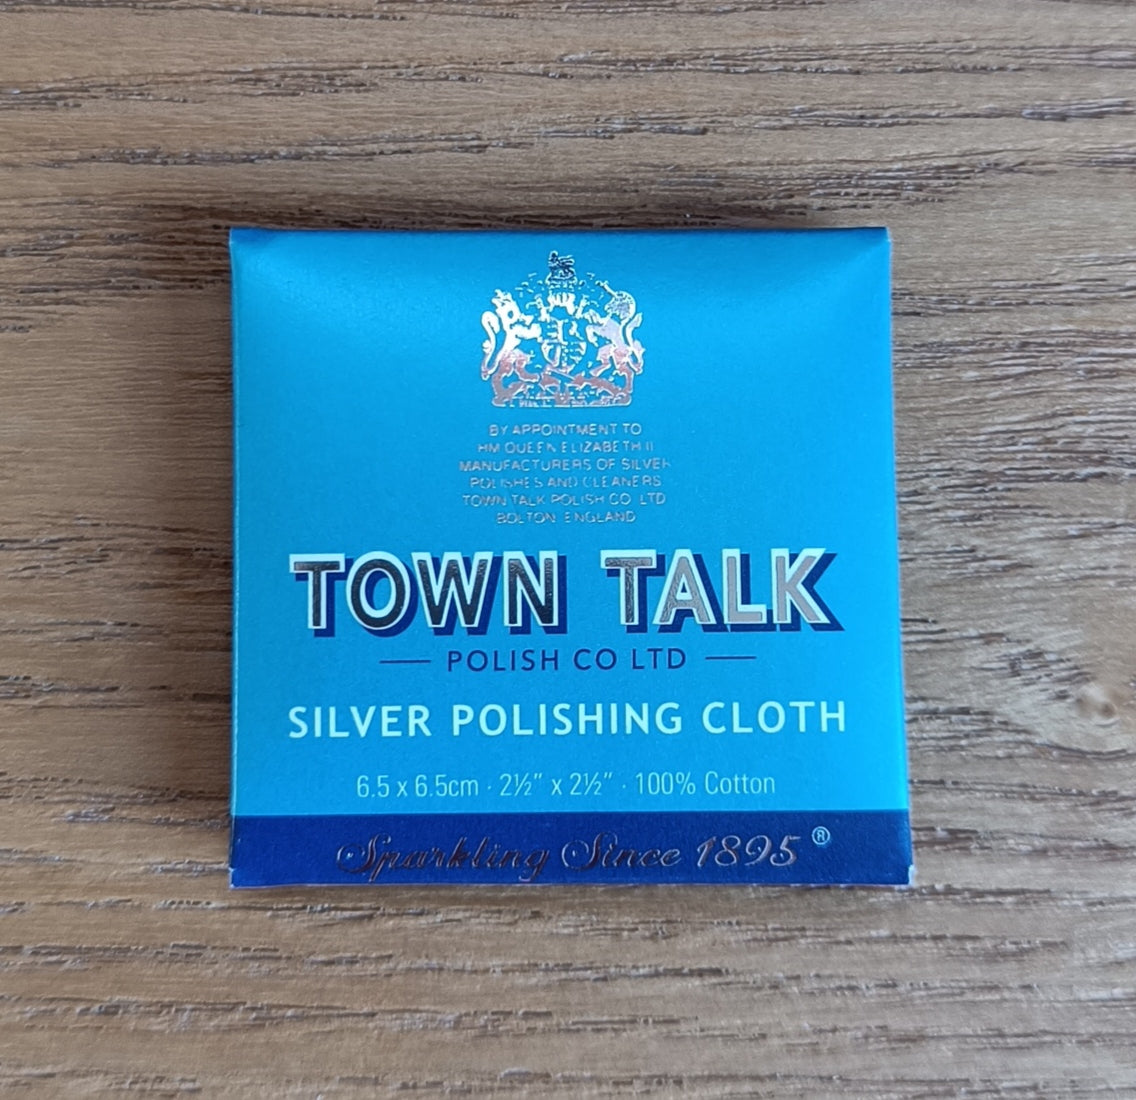 BY APPOINTMENT TO
HM QUEEN ELIZABETH II
MANUFACTURERS OF SILVER
POLISHES AND CLEANERS
TOWN TALK POLISH CO LTD
BOLTON ENGLAND
TOWN TALK
POLISH CO LTD
SILVER POLISHING CLOTH
6.5 x 6.5cm · 2½” x 2½” · 100% Cotton
Sparkling Since 1895 ®